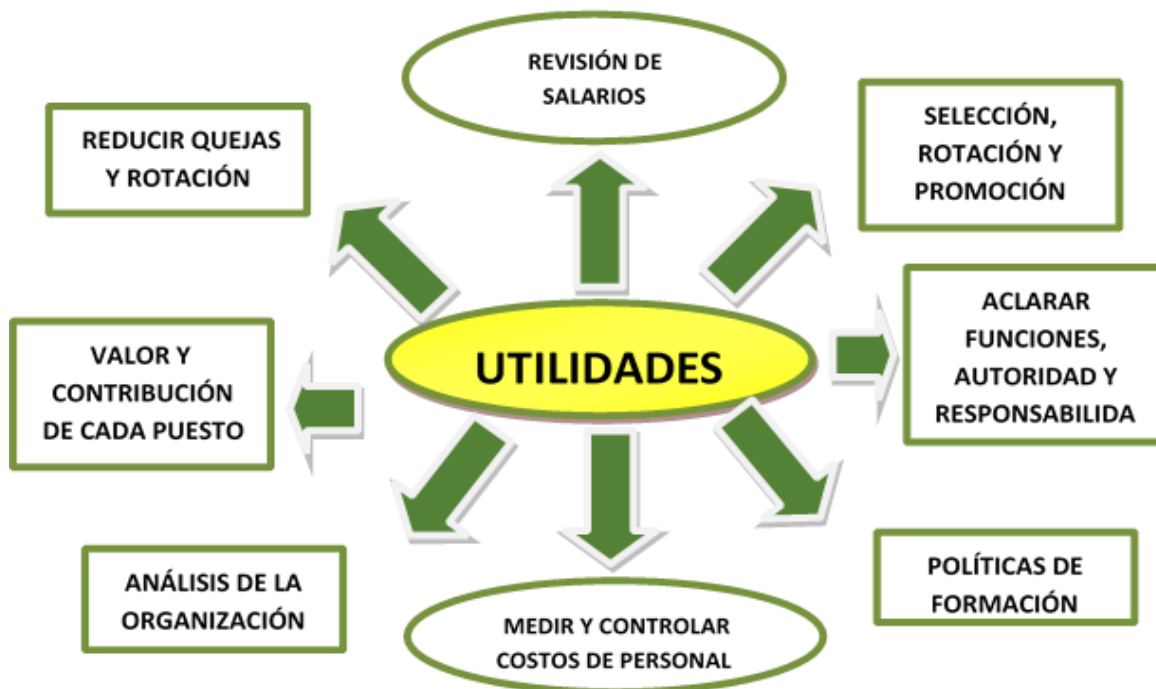 REVISIÓN DE
SALARIOS
REDUCIR QUEJAS
Y ROTACIÓN
SELECCIÓN,
ROTACIÓN Y
PROMOCIÓN
VALOR Y
CONTRIBUCIÓN
DE CADA PUESTO
UTILIDADES
ACLARAR
FUNCIONES,
AUTORIDAD Y
RESPONSABILIDA
ANÁLISIS DE LA
ORGANIZACIÓN
MEDIR Y CONTROLAR
COSTOS DE PERSONAL
POLÍTICAS DE
FORMACIÓN